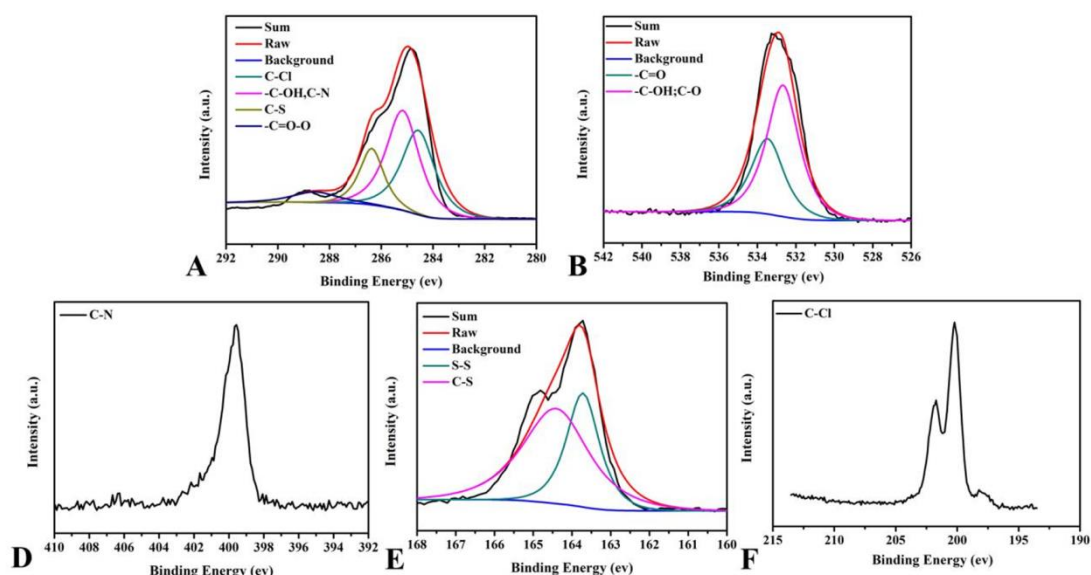 Sum
Raw
Background
C-Cl
-C-OH,C-N
C-S
-C=O-O
Intensity (a.u.)
292 290 288 286 284 282 280
Binding Energy (ev)
A
Sum
Raw
Background
-C=O
-C-OH;C-O
Intensity (a.u.)
542 540 538 536 534 532 530 528 526
Binding Energy (ev)
B
C-N
Intensity (a.u.)
410 408 406 404 402 400 398 396 394 392
Binding Energy (ev)
D
Sum
Raw
Background
S-S
C-S
Intensity (a.u.)
168 167 166 165 164 163 162 161 160
Binding Energy (ev)
E
C-Cl
Intensity (a.u.)
215 210 205 200 195 190
Binding Energy (ev)
F